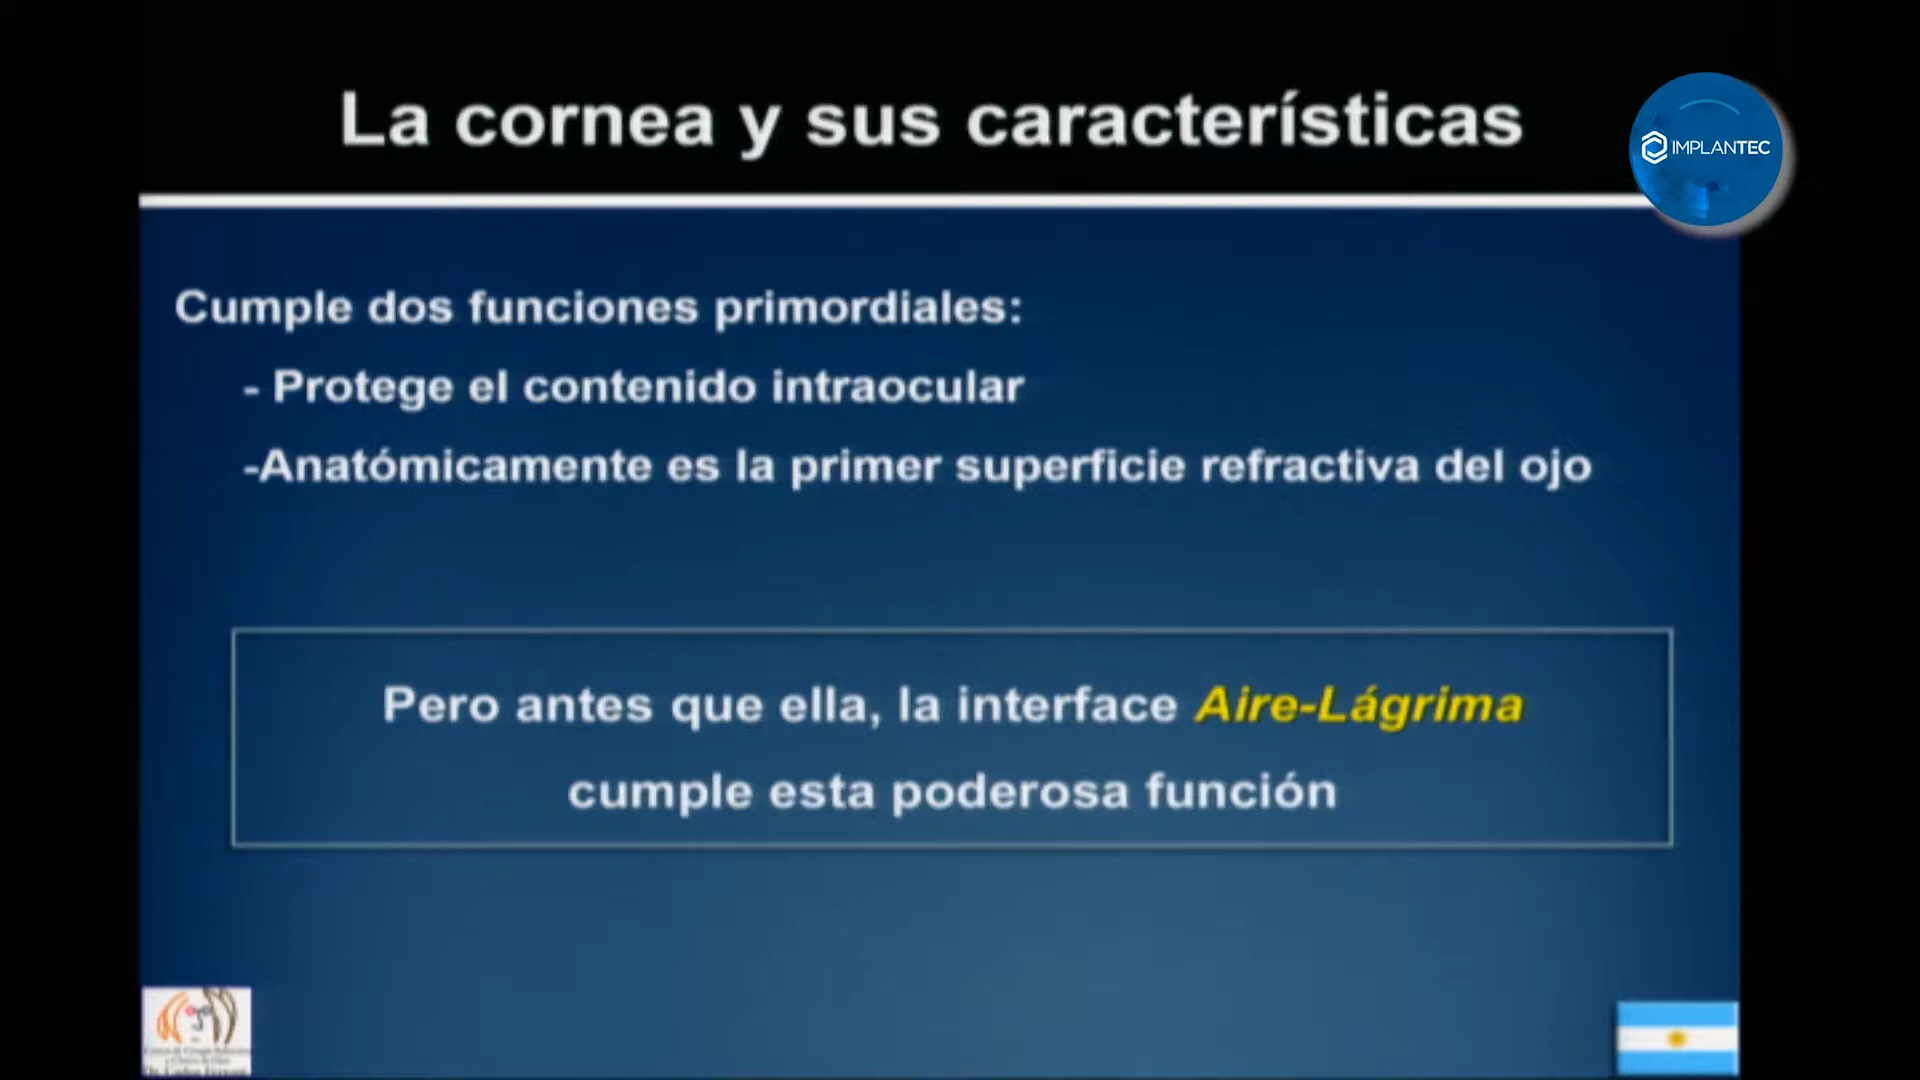 La cornea y sus características
IMPLANTEC
Cumple dos funciones primordiales:
- Protege el contenido intraocular
-Anatómicamente es la primer superficie refractiva del ojo
Pero antes que ella, la interface Aire-Lágrima
cumple esta poderosa función